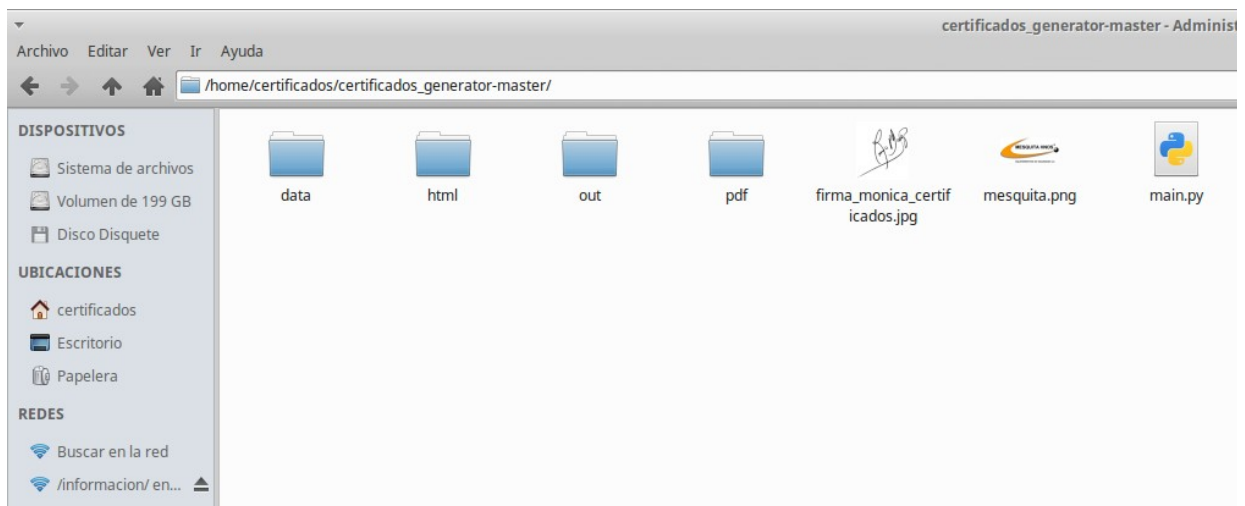 certificados_generator-master - Administ
Archivo Editar Ver Ir Ayuda
/home/certificados/certificados_generator-master/
DISPOSITIVOS
Sistema de archivos
Volumen de 199 GB
Disco Disquete
UBICACIONES
certificados
Escritorio
Papelera
REDES
Buscar en la red
/informacion/ en...
data
html
out
pdf
firma_monica_certif
icados.jpg
MESQUITA HNOS
mesquita.png
main.py